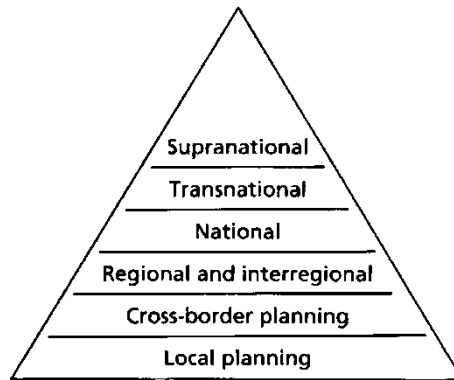 Supranational
Transnational
National
Regional and interregional
Cross-border planning
Local planning